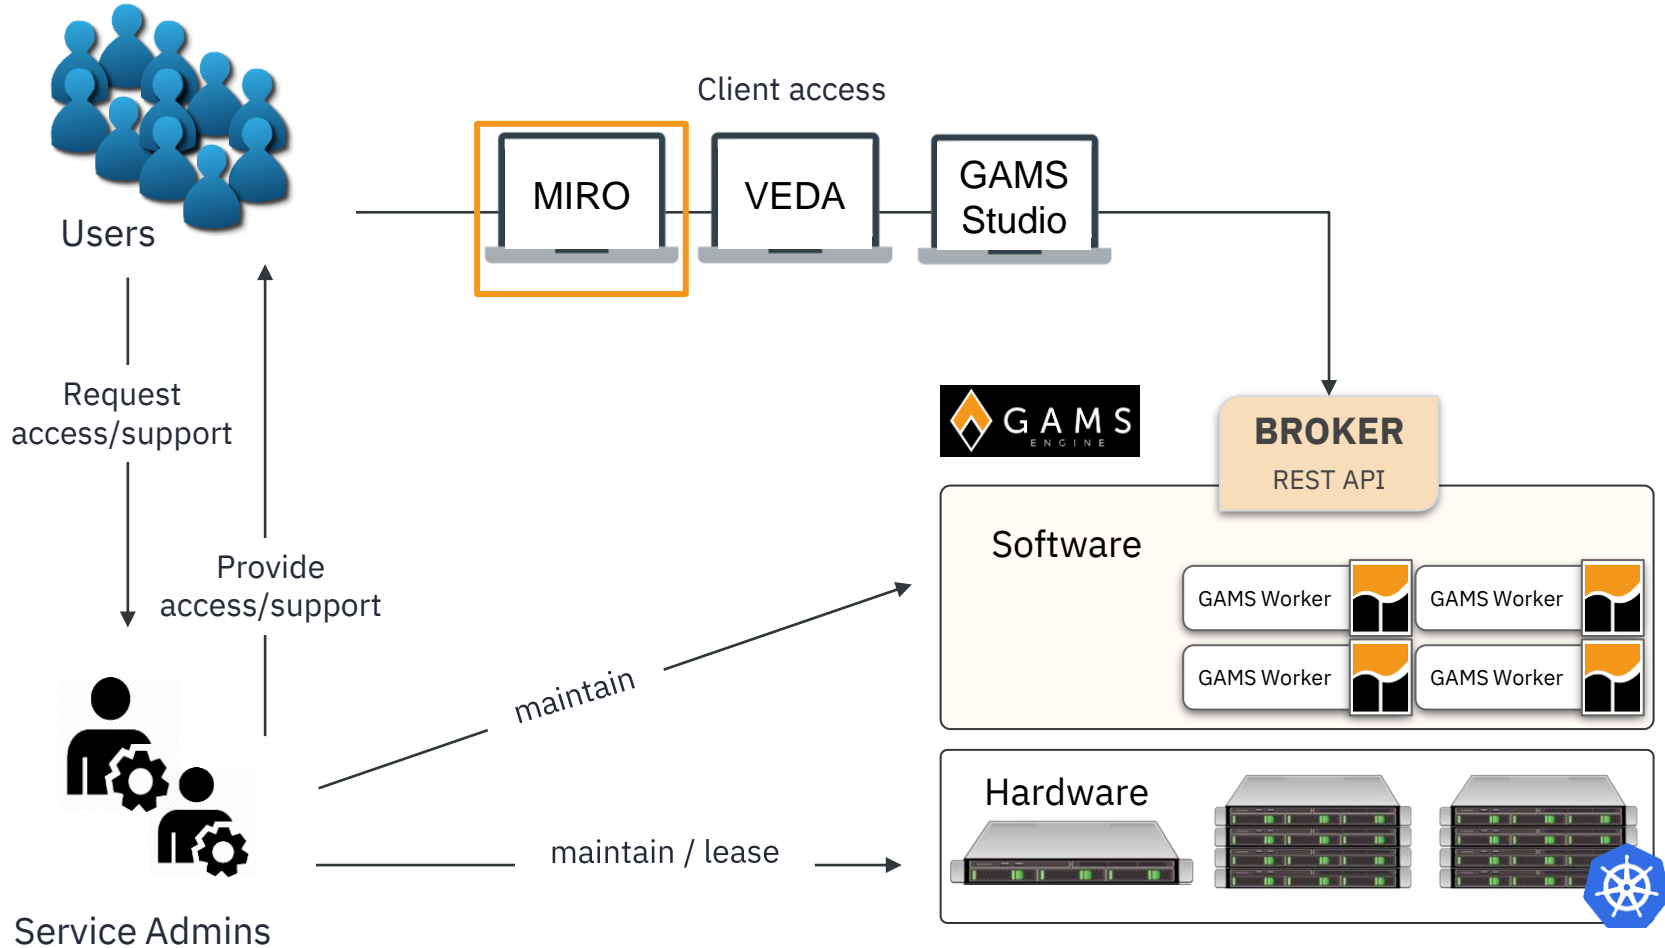 Client access
MIRO
VEDA
GAMS
Studio
Users
Request
access/support
Provide
access/support
GAMS
ENGINE
BROKER
REST API
Software
GAMS Worker
GAMS Worker
GAMS Worker
GAMS Worker
maintain
Hardware
maintain / lease
Service Admins